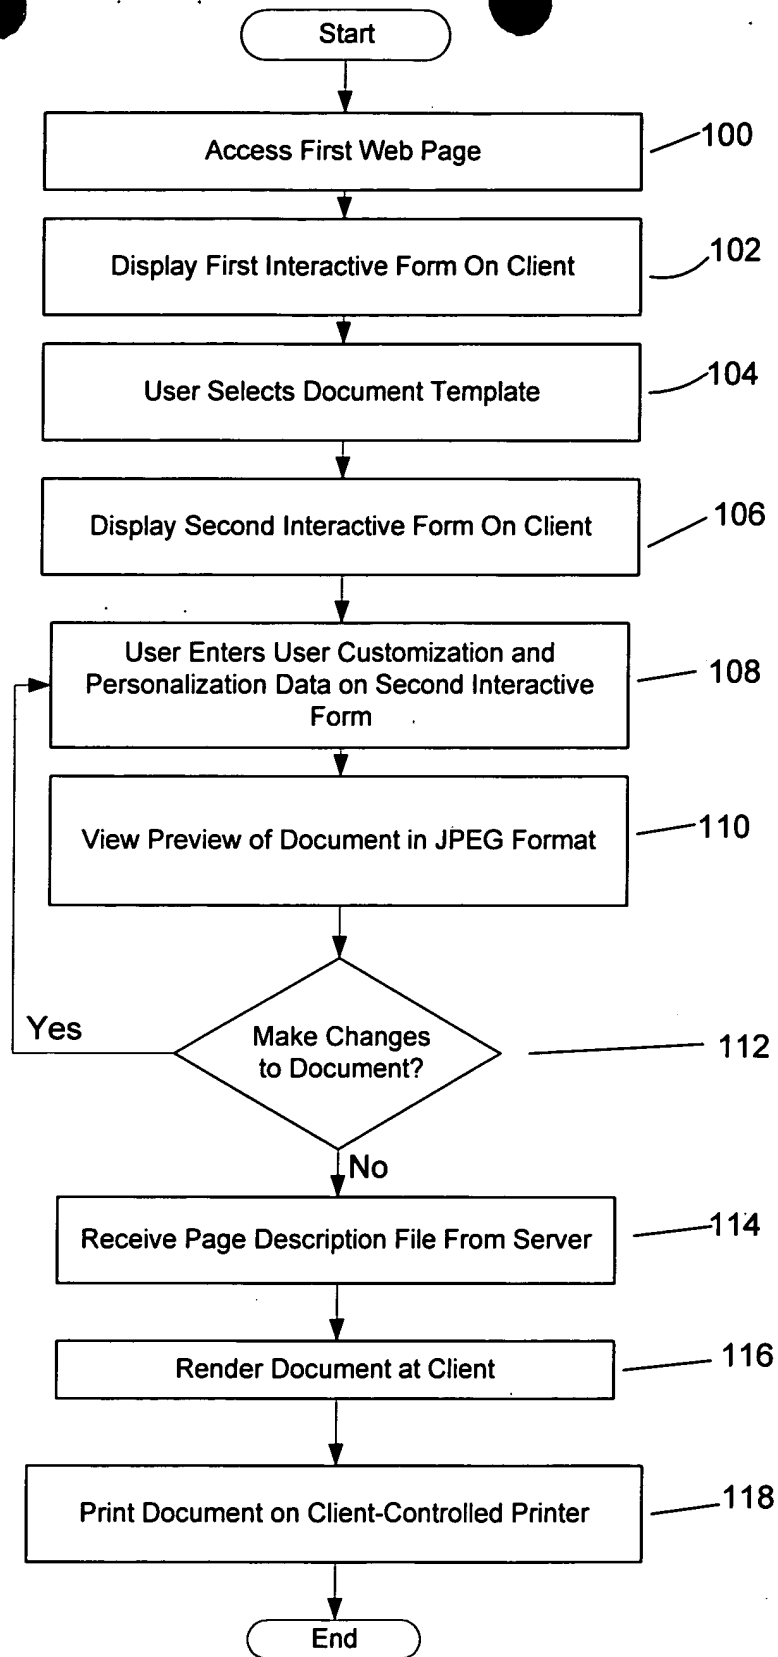 Start
Access First Web Page
100
Display First Interactive Form On Client
102
User Selects Document Template
104
Display Second Interactive Form On Client
106
User Enters User Customization and
Personalization Data on Second Interactive
Form
108
View Preview of Document in JPEG Format
110
Make Changes
to Document?
112
Yes
No
Receive Page Description File From Server
114
Render Document at Client
116
Print Document on Client-Controlled Printer
118
End